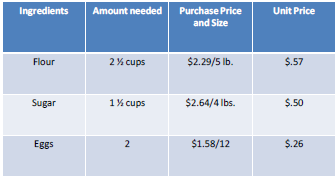 Ingredients Amount needed Purchase Price and Size Unit Price
Flour 2 ½ cups $2.29/5 lb. $.57
Sugar 1 ½ cups $2.64/4 lbs. $.50
Eggs 2 $1.58/12 $.26